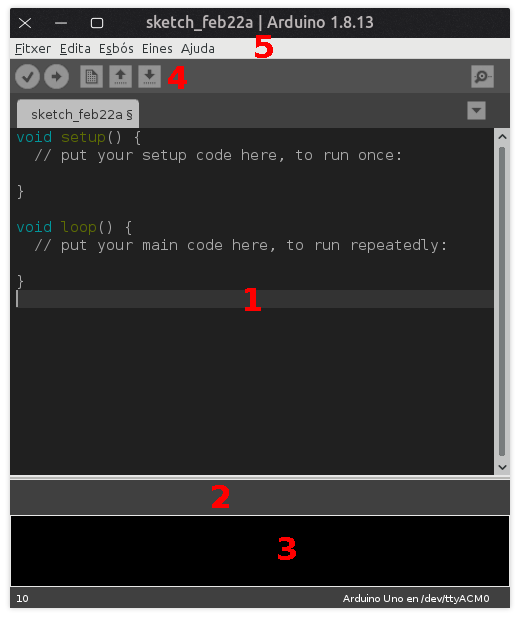 sketch_feb22a | Arduino 1.8.13
Fitxer Edita Esbós Eines Ajuda 5
4
sketch_feb22a §
void setup() {
// put your setup code here, to run once:
}
void loop() {
// put your main code here, to run repeatedly:
}
1
2
3
10 Arduino Uno en /dev/ttyACM0